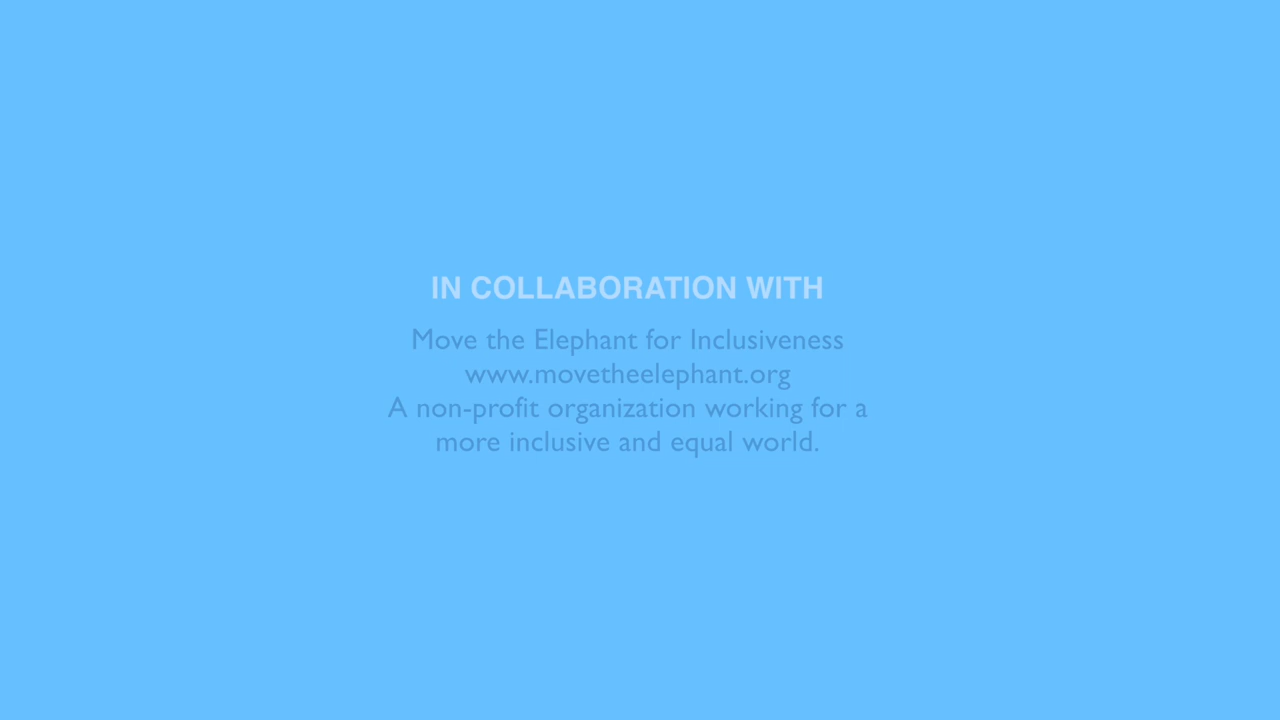 IN COLLABORATION WITH
Move the Elephant for Inclusiveness
www.movetheelephant.org
A non-profit organization working for a
more inclusive and equal world.